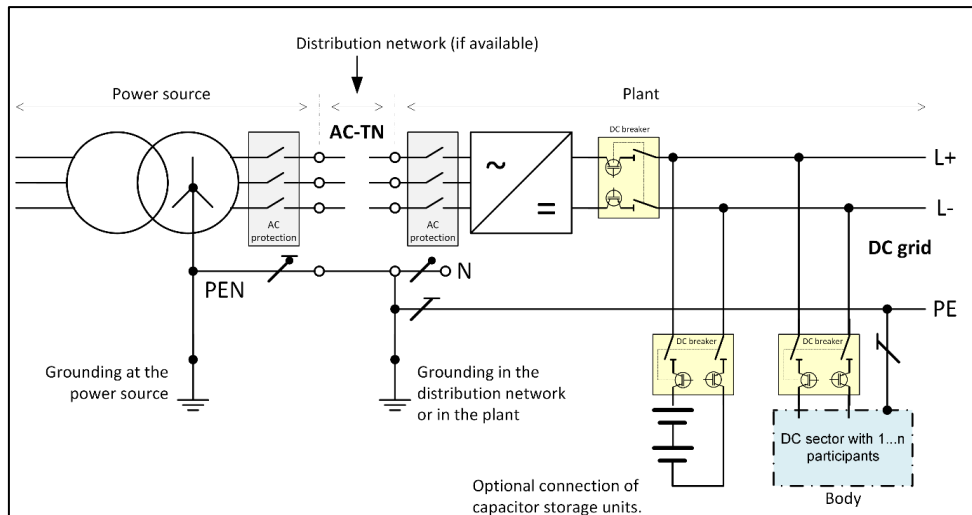 Distribution network (if available)
Power source
Plant
AC-TN
DC breaker
L+
~
=
L-
AC
protection
AC
protection
DC grid
N
PEN
PE
DC breaker
DC breaker
Grounding at the
power source
Grounding in the
distribution network
or in the plant
DC sector with 1...n
participants
Optional connection of
capacitor storage units.
Body